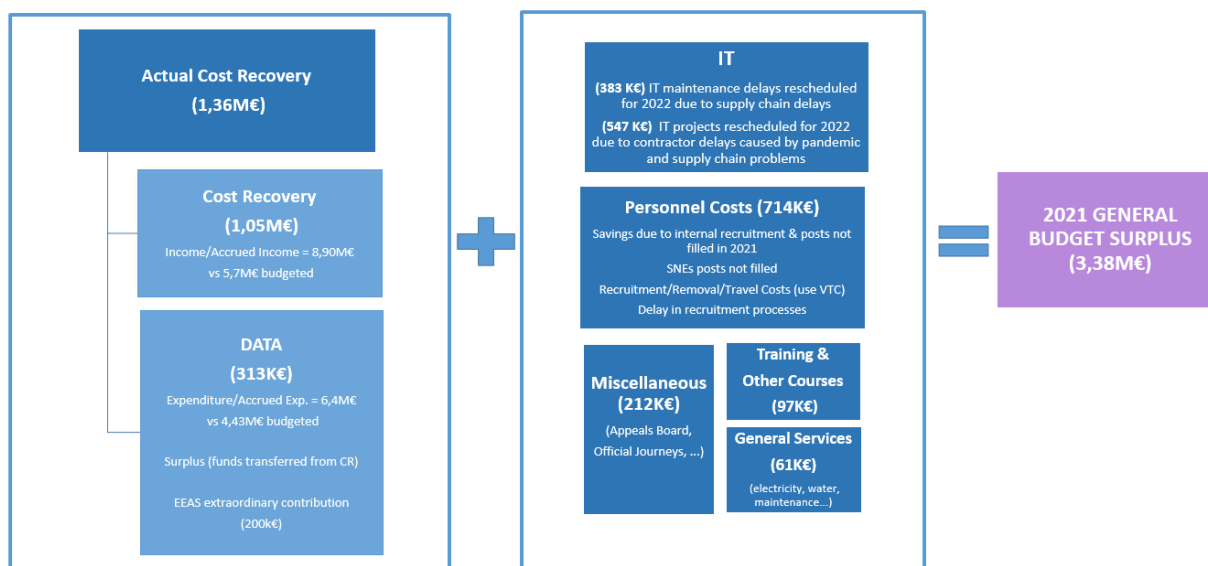 Actual Cost Recovery
(1,36M€)
Cost Recovery
(1,05M€)
Income/Accrued Income = 8,90M€
vs 5,7M€ budgeted
DATA
(313K€)
Expenditure/Accrued Exp. = 6,4M€
vs 4,43M€ budgeted
Surplus (funds transferred from CR)
EEAS extraordinary contribution
(200k€)
IT
(383 K€) IT maintenance delays rescheduled
for 2022 due to supply chain delays
(547 K€) IT projects rescheduled for 2022
due to contractor delays caused by pandemic
and supply chain problems
Personnel Costs (714K€)
Savings due to internal recruitment & posts not
filled in 2021
SNEs posts not filled
Recruitment/Removal/Travel Costs (use VTC)
Delay in recruitment processes
Miscellaneous
(212K€)
(Appeals Board,
Official Journeys, ...)
Training &
Other Courses
(97K€)
General Services
(61K€)
(electricity, water,
maintenance...)
2021 GENERAL
BUDGET SURPLUS
(3,38M€)